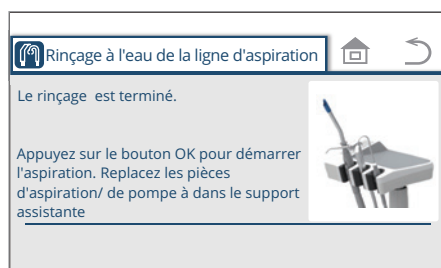 Rinçage à l'eau de la ligne d'aspiration
Le rinçage est terminé.
Appuyez sur le bouton OK pour démarrer
l'aspiration. Replacez les pièces
d'aspiration/ de pompe à dans le support
assistante